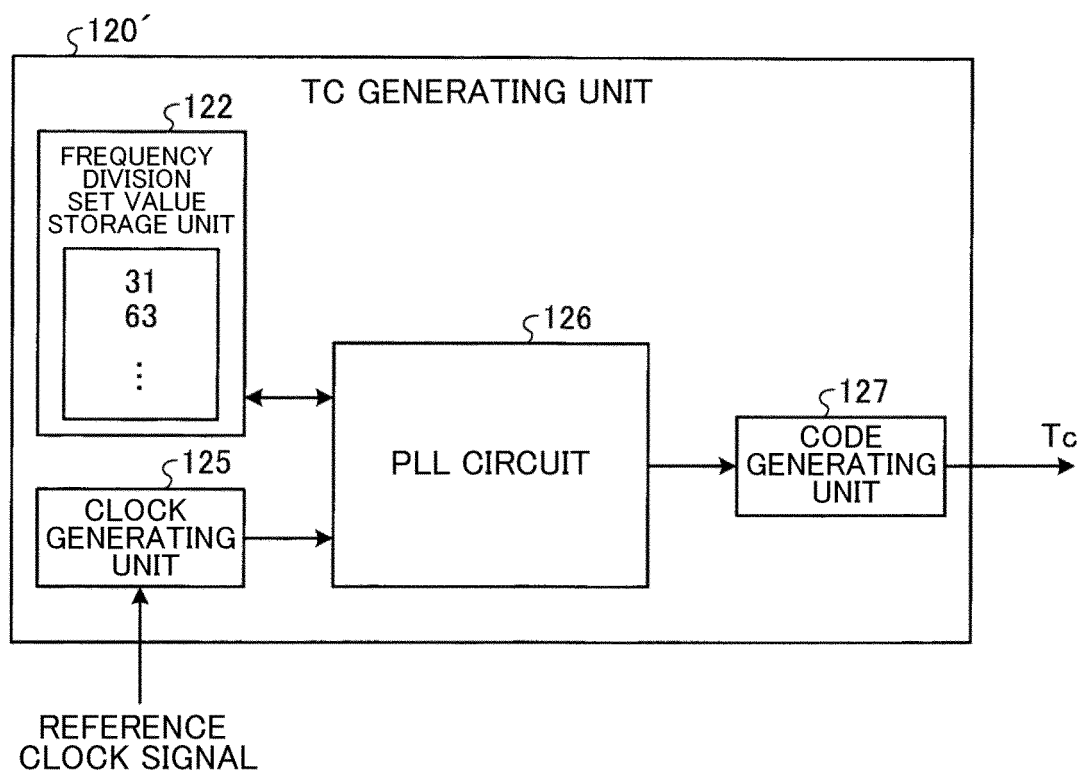 120´
TC GENERATING UNIT
122
FREQUENCY
DIVISION
SET VALUE
STORAGE UNIT
31
63
⋮
126
PLL CIRCUIT
127
CODE
GENERATING
UNIT
Tc
125
CLOCK
GENERATING
UNIT
REFERENCE
CLOCK SIGNAL